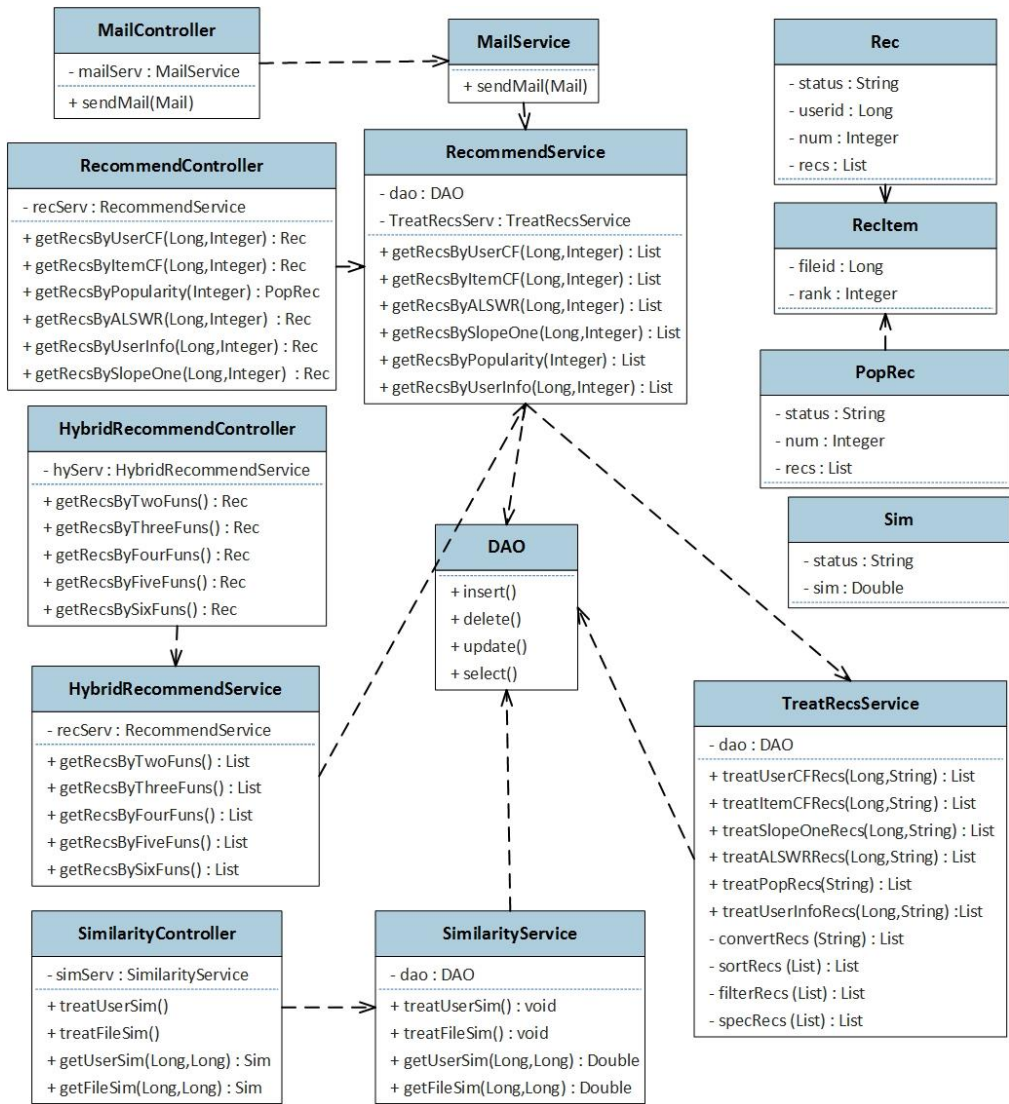 MailController
- mailServ : MailService
+ sendMail(Mail)
MailService
+ sendMail(Mail)
Rec
- status : String
- userid : Long
- num : Integer
- recs : List
RecommendController
- recServ : RecommendService
+ getRecsByUserCF(Long,Integer) : Rec
+ getRecsByItemCF(Long,Integer) : Rec
+ getRecsByPopularity(Integer) : PopRec
+ getRecsByALSWR(Long,Integer) : Rec
+ getRecsByUserInfo(Long,Integer) : Rec
+ getRecsBySlopeOne(Long,Integer) : Rec
RecommendService
- dao : DAO
- TreatRecsServ : TreatRecsService
+ getRecsByUserCF(Long,Integer) : List
+ getRecsByItemCF(Long,Integer) : List
+ getRecsByALSWR(Long,Integer) : List
+ getRecsBySlopeOne(Long,Integer) : List
+ getRecsByPopularity(Integer) : List
+ getRecsByUserInfo(Long,Integer) : List
RecItem
- fileid : Long
- rank : Integer
PopRec
- status : String
- num : Integer
- recs : List
HybridRecommendController
- hyServ : HybridRecommendService
+ getRecsByTwoFuns() : Rec
+ getRecsByThreeFuns() : Rec
+ getRecsByFourFuns() : Rec
+ getRecsByFiveFuns() : Rec
+ getRecsBySixFuns() : Rec
DAO
+ insert()
+ delete()
+ update()
+ select()
Sim
- status : String
- sim : Double
HybridRecommendService
- recServ : RecommendService
+ getRecsByTwoFuns() : List
+ getRecsByThreeFuns() : List
+ getRecsByFourFuns() : List
+ getRecsByFiveFuns() : List
+ getRecsBySixFuns() : List
TreatRecsService
- dao : DAO
+ treatUserCFRecs(Long,String) : List
+ treatItemCFRecs(Long,String) : List
+ treatSlopeOneRecs(Long,String) : List
+ treatALSWRRecs(Long,String) : List
+ treatPopRecs(String) : List
+ treatUserInfoRecs(Long,String) :List
- convertRecs (String) : List
- sortRecs (List) : List
- filterRecs (List) : List
- specRecs (List) : List
SimilarityController
- simServ : SimilarityService
+ treatUserSim()
+ treatFileSim()
+ getUserSim(Long,Long) : Sim
+ getFileSim(Long,Long) : Sim
SimilarityService
- dao : DAO
+ treatUserSim() : void
+ treatFileSim() : void
+ getUserSim(Long,Long) : Double
+ getFileSim(Long,Long) : Double